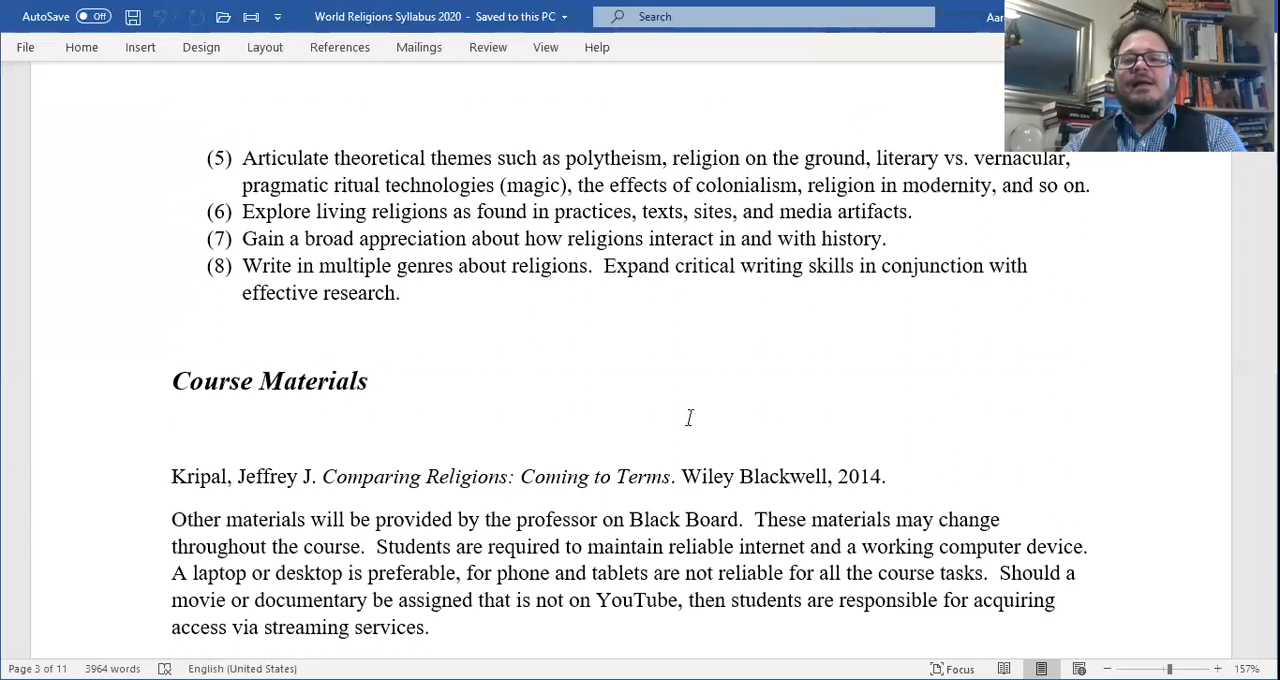 AutoSave Off World Religions Syllabus 2020 - Saved to this PC Search Aar
File Home Insert Design Layout References Mailings Review View Help
(5) Articulate theoretical themes such as polytheism, religion on the ground, literary vs. vernacular,
pragmatic ritual technologies (magic), the effects of colonialism, religion in modernity, and so on.
(6) Explore living religions as found in practices, texts, sites, and media artifacts.
(7) Gain a broad appreciation about how religions interact in and with history.
(8) Write in multiple genres about religions. Expand critical writing skills in conjunction with
effective research.
Course Materials
Kripal, Jeffrey J. Comparing Religions: Coming to Terms. Wiley Blackwell, 2014.
Other materials will be provided by the professor on Black Board. These materials may change
throughout the course. Students are required to maintain reliable internet and a working computer device.
A laptop or desktop is preferable, for phone and tablets are not reliable for all the course tasks. Should a
movie or documentary be assigned that is not on YouTube, then students are responsible for acquiring
access via streaming services.
Page 3 of 11 3964 words English (United States) Focus 157%